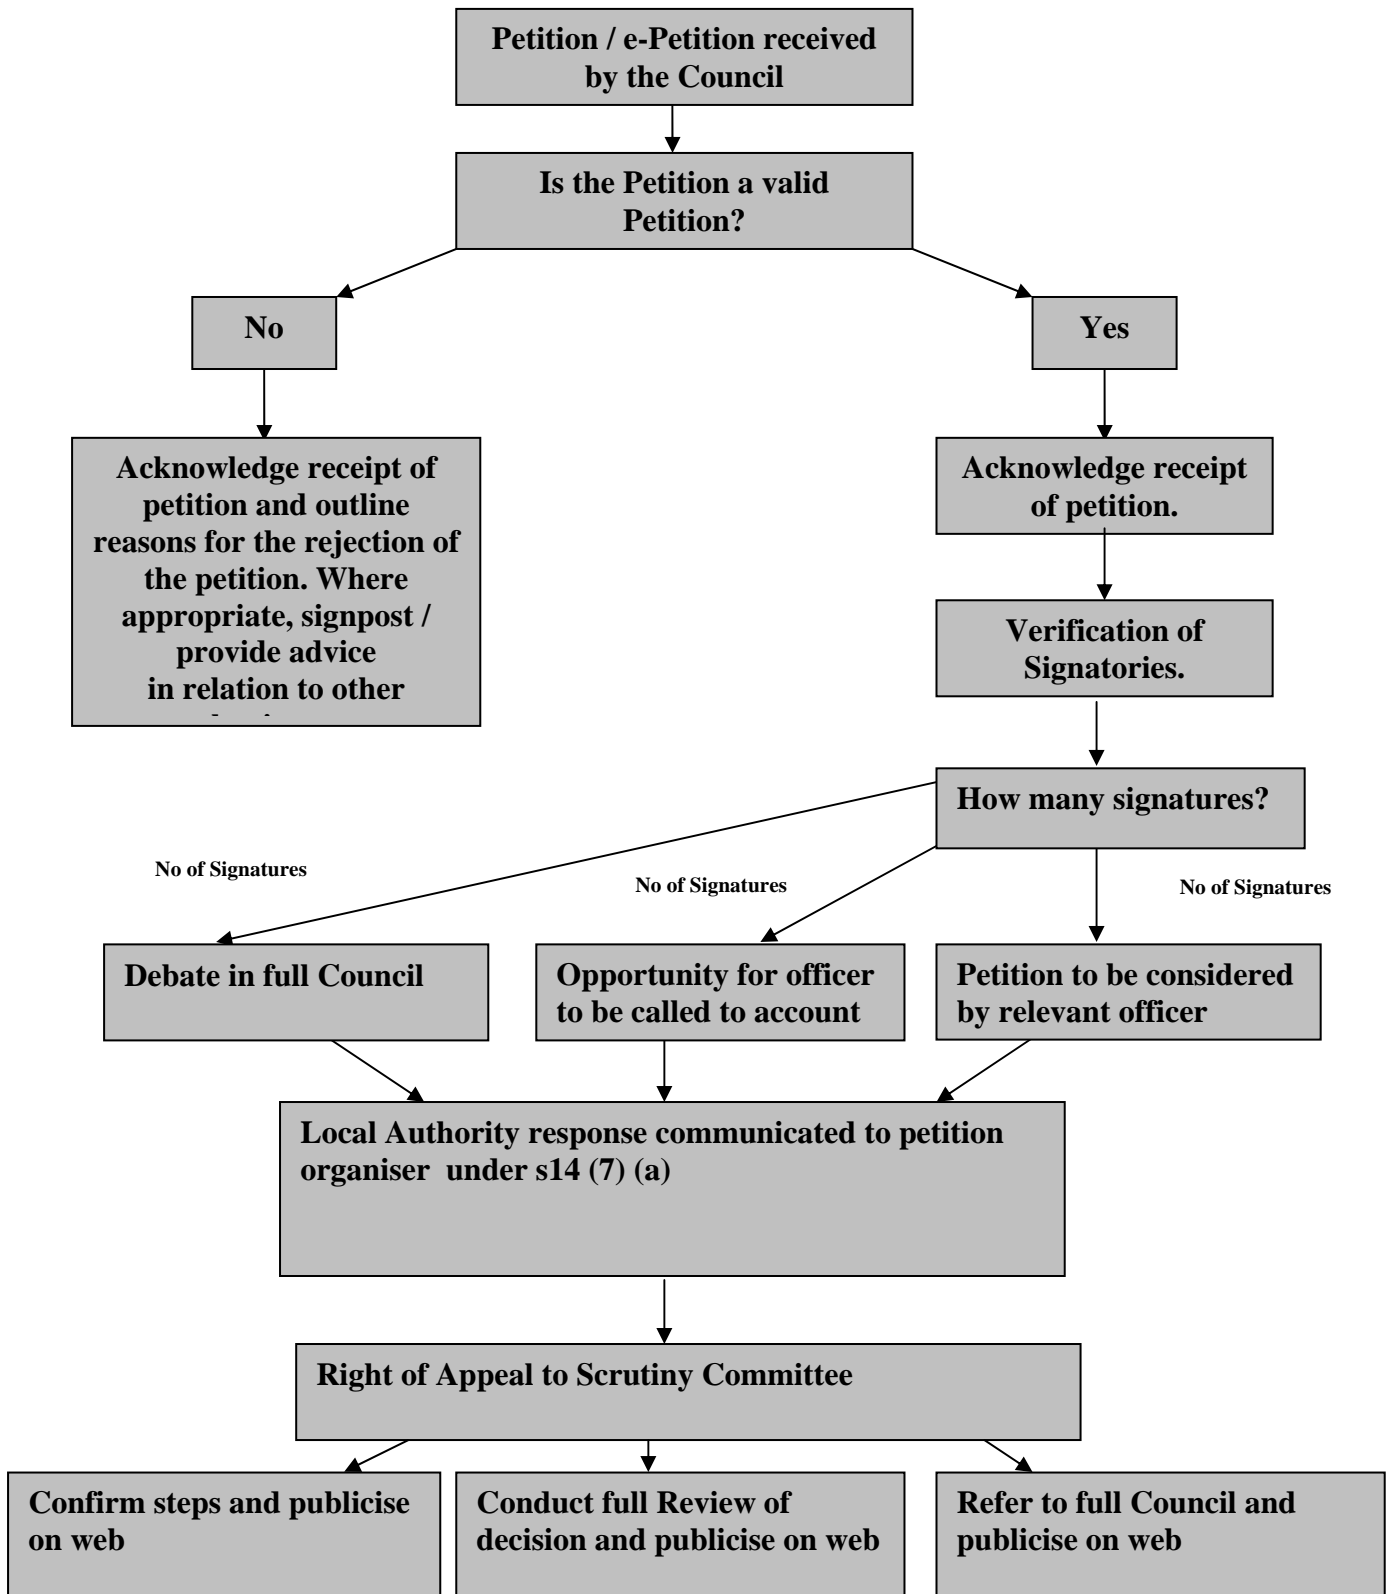 Petition / e-Petition received
by the Council
Is the Petition a valid
Petition?
No
Yes
Acknowledge receipt of
petition and outline
reasons for the rejection of
the petition. Where
appropriate, signpost /
provide advice
in relation to other
Acknowledge receipt
of petition.
Verification of
Signatories.
How many signatures?
No of Signatures
No of Signatures
No of Signatures
Debate in full Council
Opportunity for officer
to be called to account
Petition to be considered
by relevant officer
Local Authority response communicated to petition
organiser  under s14 (7) (a)
Right of Appeal to Scrutiny Committee
Confirm steps and publicise
on web
Conduct full Review of
decision and publicise on web
Refer to full Council and
publicise on web